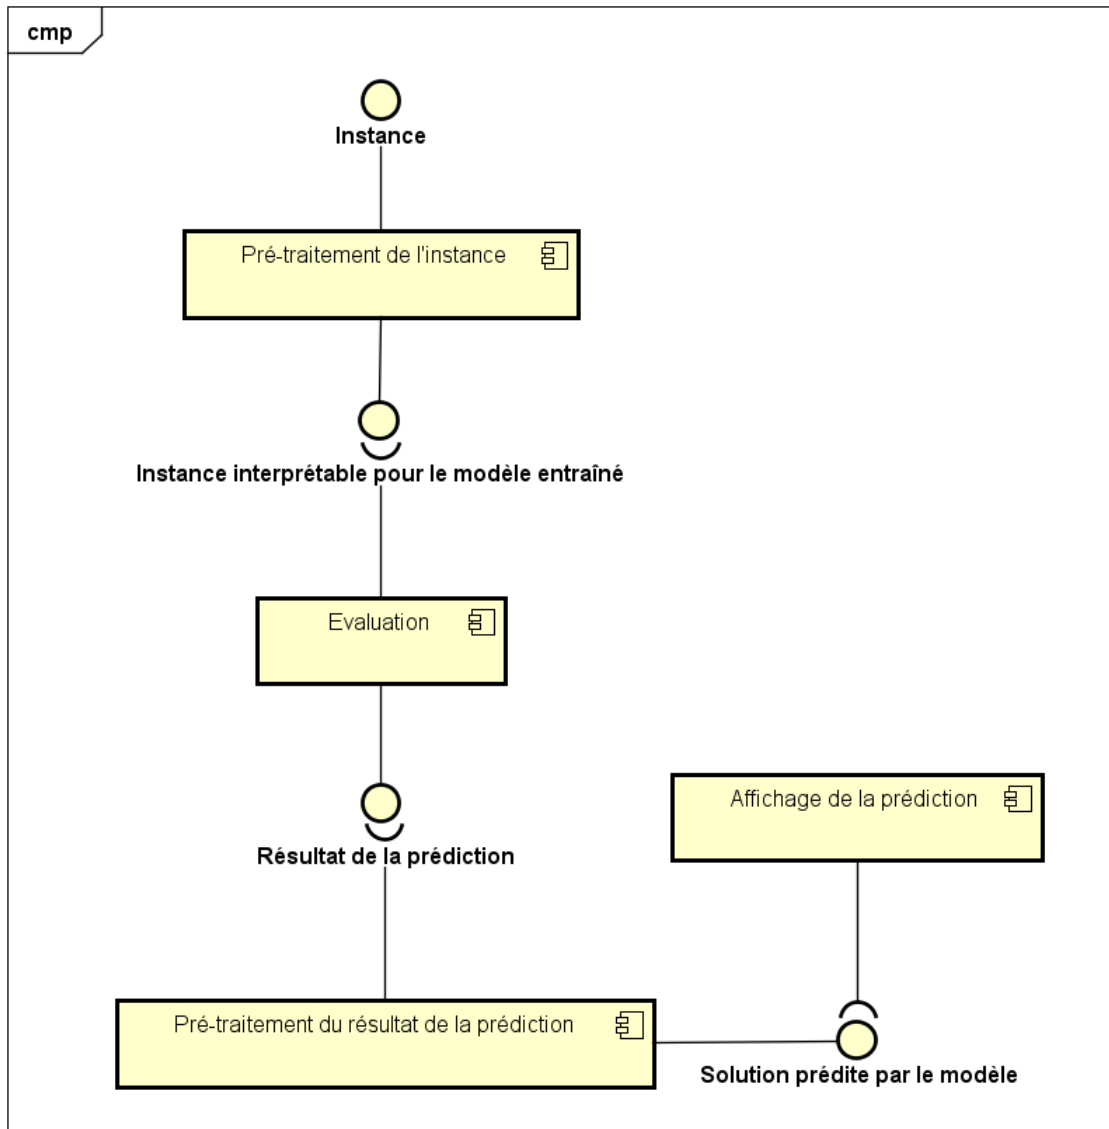 cmp
Instance
Pré-traitement de l'instance
Instance interprétable pour le modèle entraîné
Evaluation
Résultat de la prédiction
Affichage de la prédiction
Pré-traitement du résultat de la prédiction
Solution prédite par le modèle